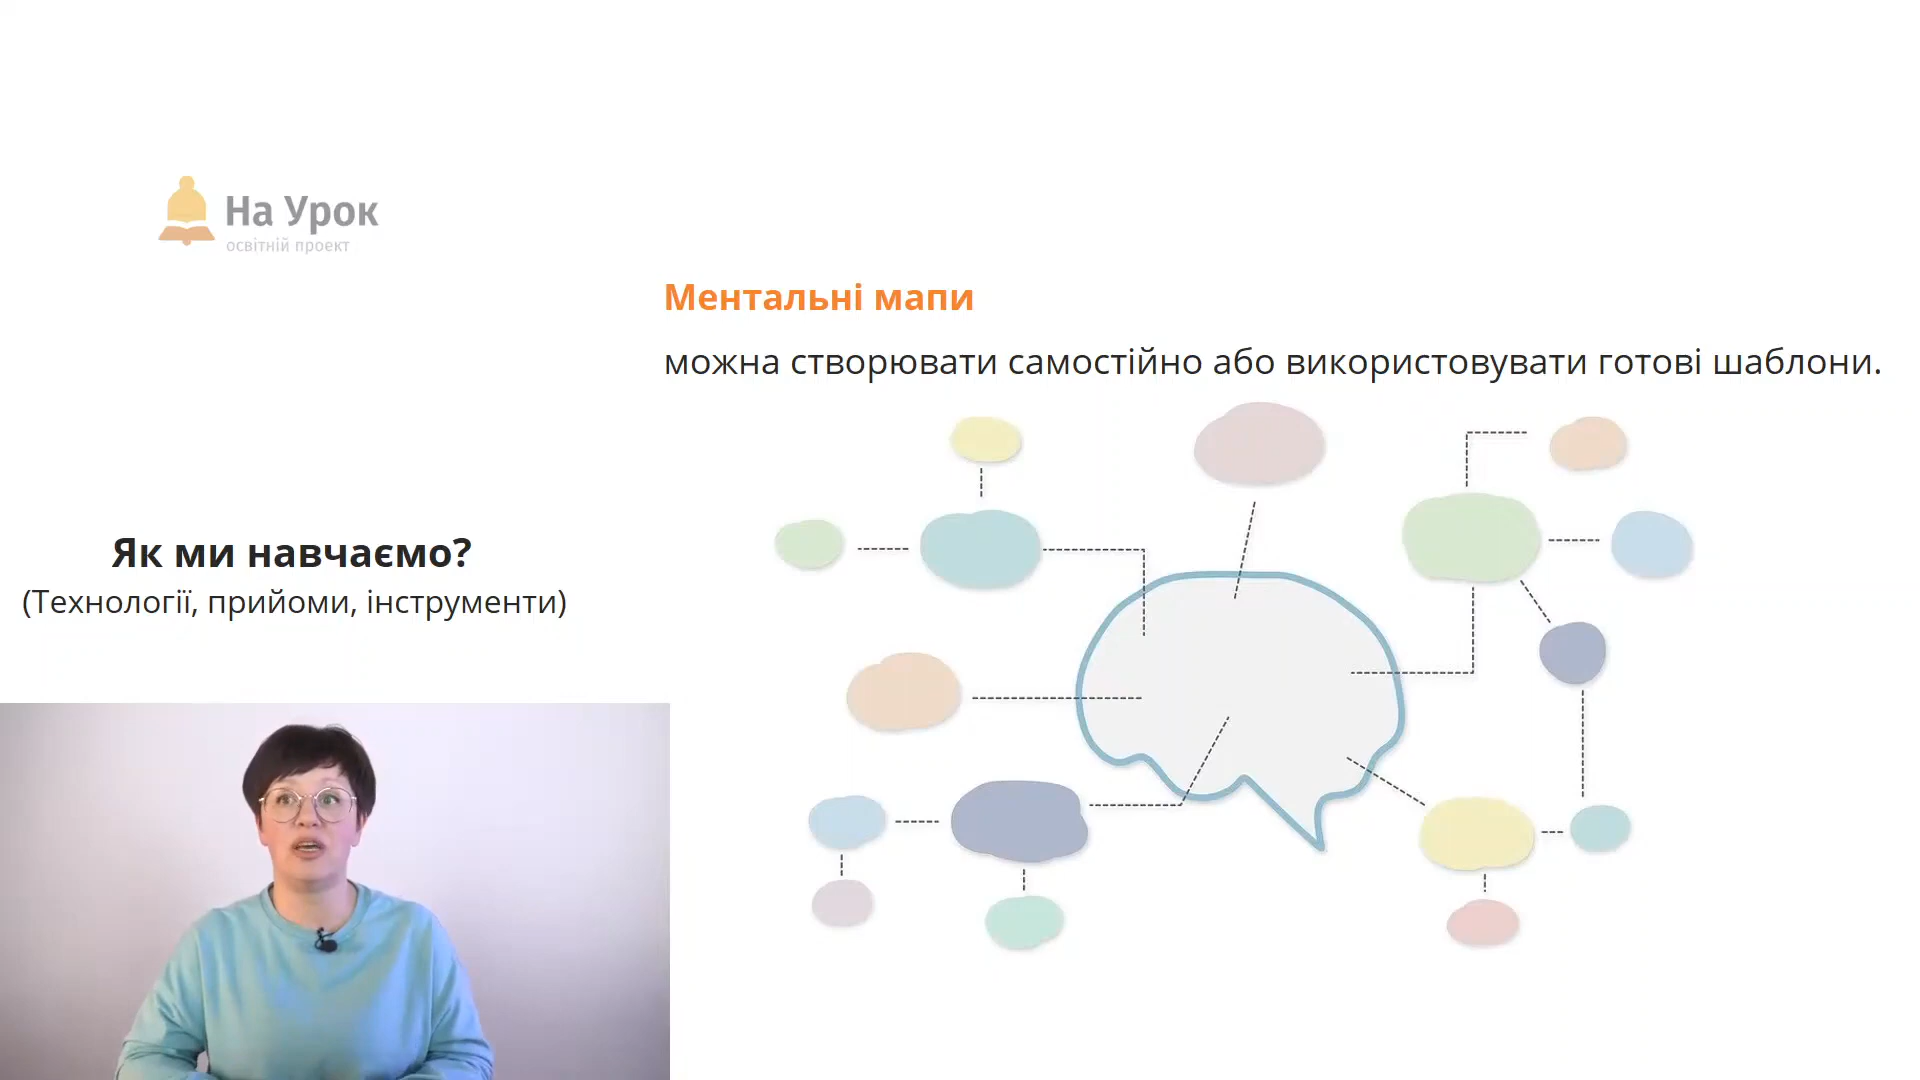 На Урок
освітній проект
Ментальні мапи
можна створювати самостійно або використовувати готові шаблони.
Як ми навчаємо?
(Технології, прийоми, інструменти)